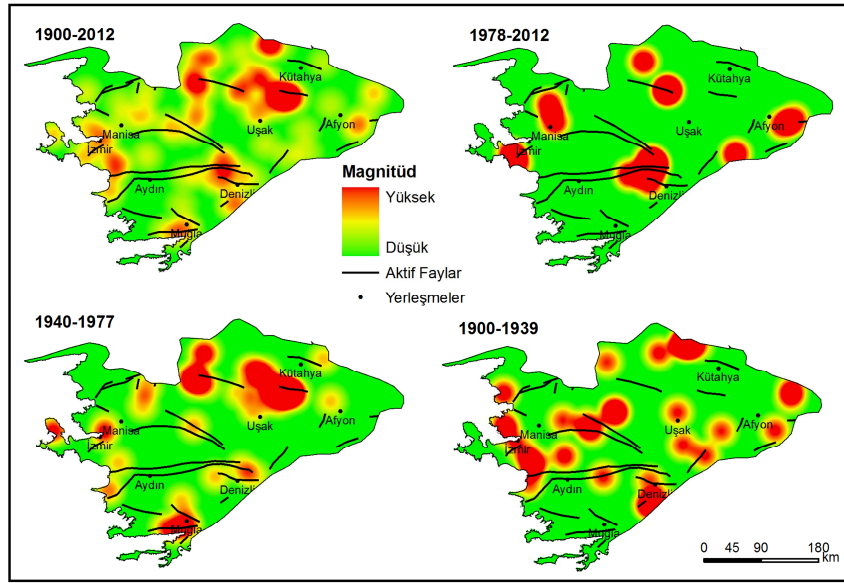 1900-2012
Kütahya
Uşak
Afyon
Manisa
İzmir
Aydın
Denizli
Muğla
1978-2012
Kütahya
Uşak
Afyon
Manisa
İzmir
Aydın
Denizli
Muğla
Magnitüd
Yüksek
Düşük
Aktif Faylar
Yerleşmeler
1940-1977
Kütahya
Uşak
Afyon
Manisa
İzmir
Aydın
Denizli
Muğla
1900-1939
Kütahya
Uşak
Afyon
Manisa
İzmir
Aydın
Denizli
Muğla
0 45 90 180
km